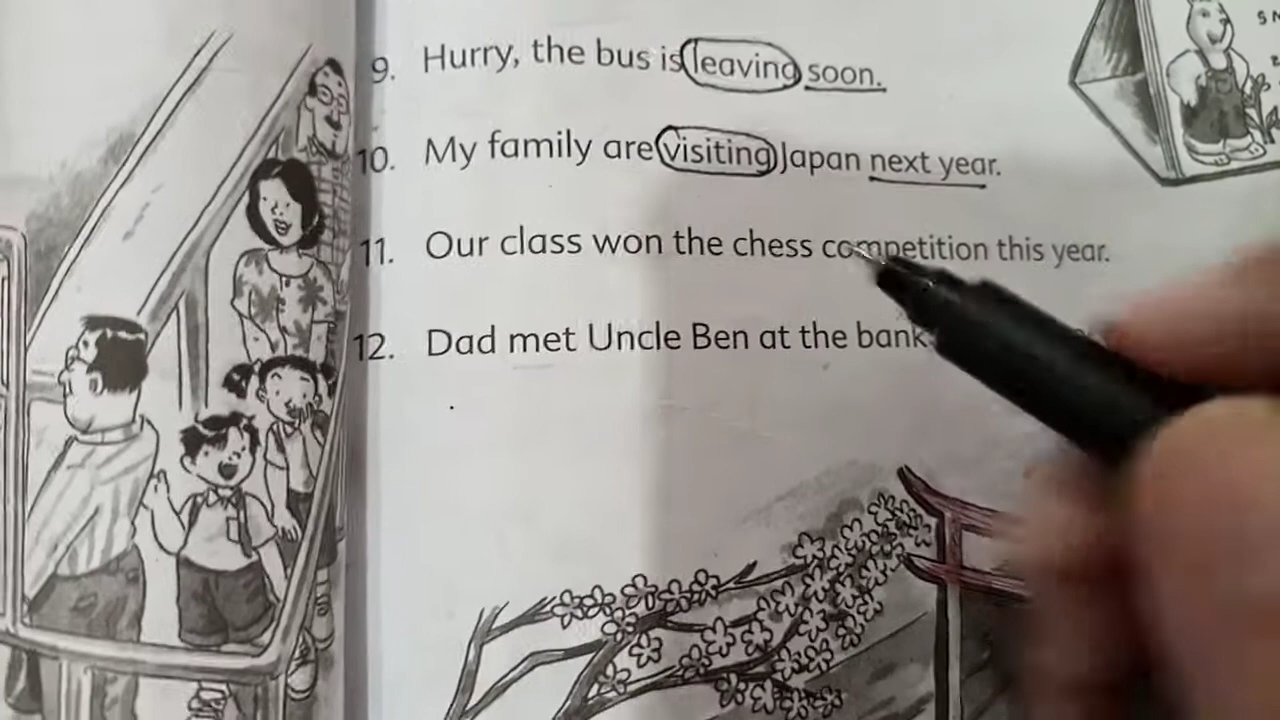 9. Hurry, the bus is leaving soon.
10. My family are visiting Japan next year.
11. Our class won the chess competition this year.
12. Dad met Uncle Ben at the bank